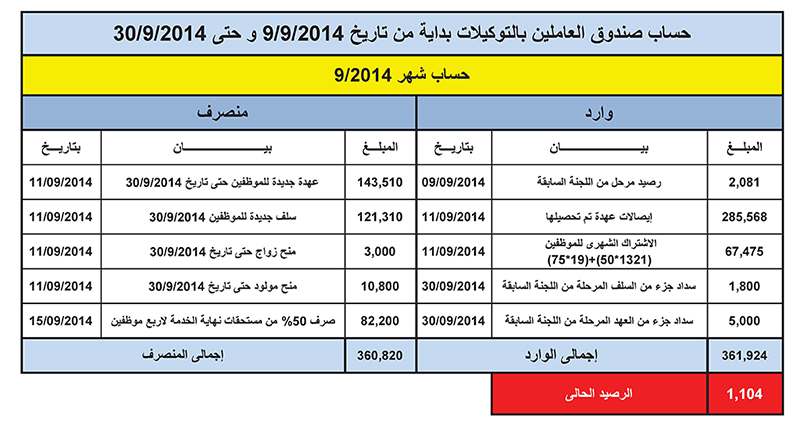 حساب صندوق العاملين بالتوكيلات بداية من تاريخ 9/9/2014 و حتى 30/9/2014
حساب شهر 9/2014
وارد منصرف
المبلـــغ بيـــــــــــــان بتاريـــخ المبلـــغ بيـــــــــــــان بتاريـــخ
2,081 رصيد مرحل من اللجنة السابقة 09/09/2014 143,510 عهدة جديدة للموظفين حتى تاريخ 30/9/2014 11/09/2014
285,568 إيصالات عهدة تم تحصيلها 11/09/2014 121,310 سلف جديدة للموظفين 30/9/2014 11/09/2014
67,475 الاشتراك الشهرى للموظفين 11/09/2014 3,000 منح زواج حتى تاريخ 30/9/2014 11/09/2014
(75*19)+(50*1321)
1,800 سداد جزء من السلف المرحلة من اللجنة السابقة 30/09/2014 10,800 منح مولود حتى تاريخ 30/9/2014 11/09/2014
5,000 سداد جزء من العهد المرحلة من اللجنة السابقة 30/09/2014 82,200 صرف 50% من مستحقات نهاية الخدمة لاربع موظفين 15/09/2014
361,924 إجمالى الوارد 360,820 إجمالى المنصرف
1,104 الرصيد الحالى